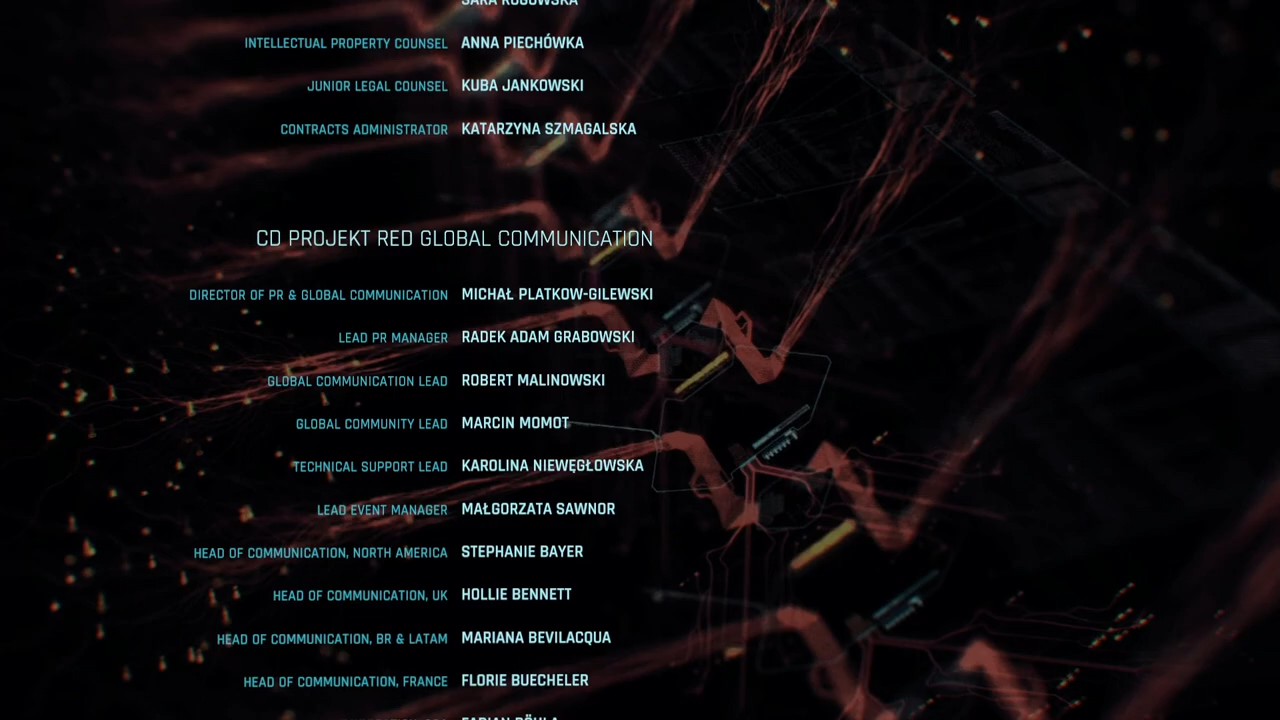 SARA ROGOWSKA
INTELLECTUAL PROPERTY COUNSEL ANNA PIECHÓWKA
JUNIOR LEGAL COUNSEL KUBA JANKOWSKI
CONTRACTS ADMINISTRATOR KATARZYNA SZMAGALSKA
CD PROJEKT RED GLOBAL COMMUNICATION
DIRECTOR OF PR & GLOBAL COMMUNICATION MICHAŁ PLATKOW-GILEWSKI
LEAD PR MANAGER RADEK ADAM GRABOWSKI
GLOBAL COMMUNICATION LEAD ROBERT MALINOWSKI
GLOBAL COMMUNITY LEAD MARCIN MOMOT
TECHNICAL SUPPORT LEAD KAROLINA NIEWĘGŁOWSKA
LEAD EVENT MANAGER MAŁGORZATA SAWNOR
HEAD OF COMMUNICATION, NORTH AMERICA STEPHANIE BAYER
HEAD OF COMMUNICATION, UK HOLLIE BENNETT
HEAD OF COMMUNICATION, BR & LATAM MARIANA BEVILACQUA
HEAD OF COMMUNICATION, FRANCE FLORIE BUECHELER
FABIAN